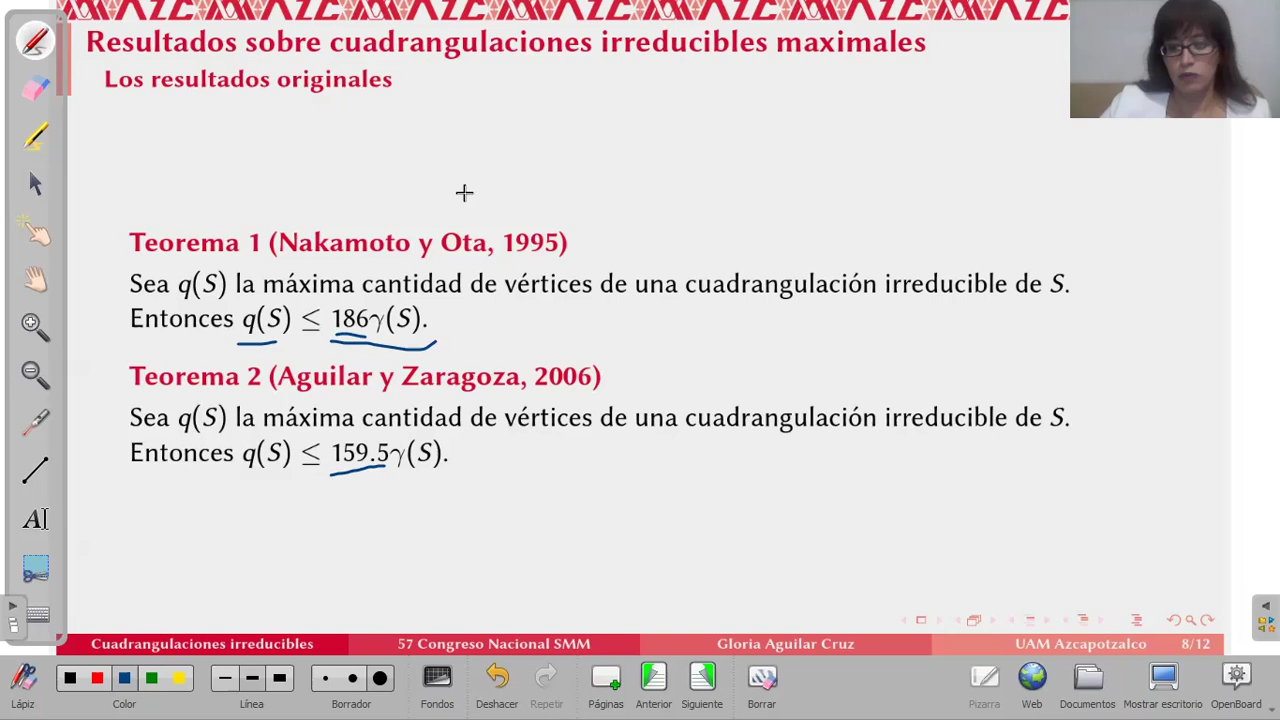 Resultados sobre cuadrangulaciones irreducibles maximales
Los resultados originales
Teorema 1 (Nakamoto y Ota, 1995)
Sea q(S) la máxima cantidad de vértices de una cuadrangulación irreducible de S.
Entonces q(S) ≤ 186γ(S).
Teorema 2 (Aguilar y Zaragoza, 2006)
Sea q(S) la máxima cantidad de vértices de una cuadrangulación irreducible de S.
Entonces q(S) ≤ 159.5γ(S).
Cuadrangulaciones irreducibles 57 Congreso Nacional SMM Gloria Aguilar Cruz UAM Azcapotzalco 8/12
Lápiz Color Línea Borrador Fondos Deshacer Repetir Páginas Anterior Siguiente Borrar Pizarra Web Documentos Mostrar escritorio OpenBoard